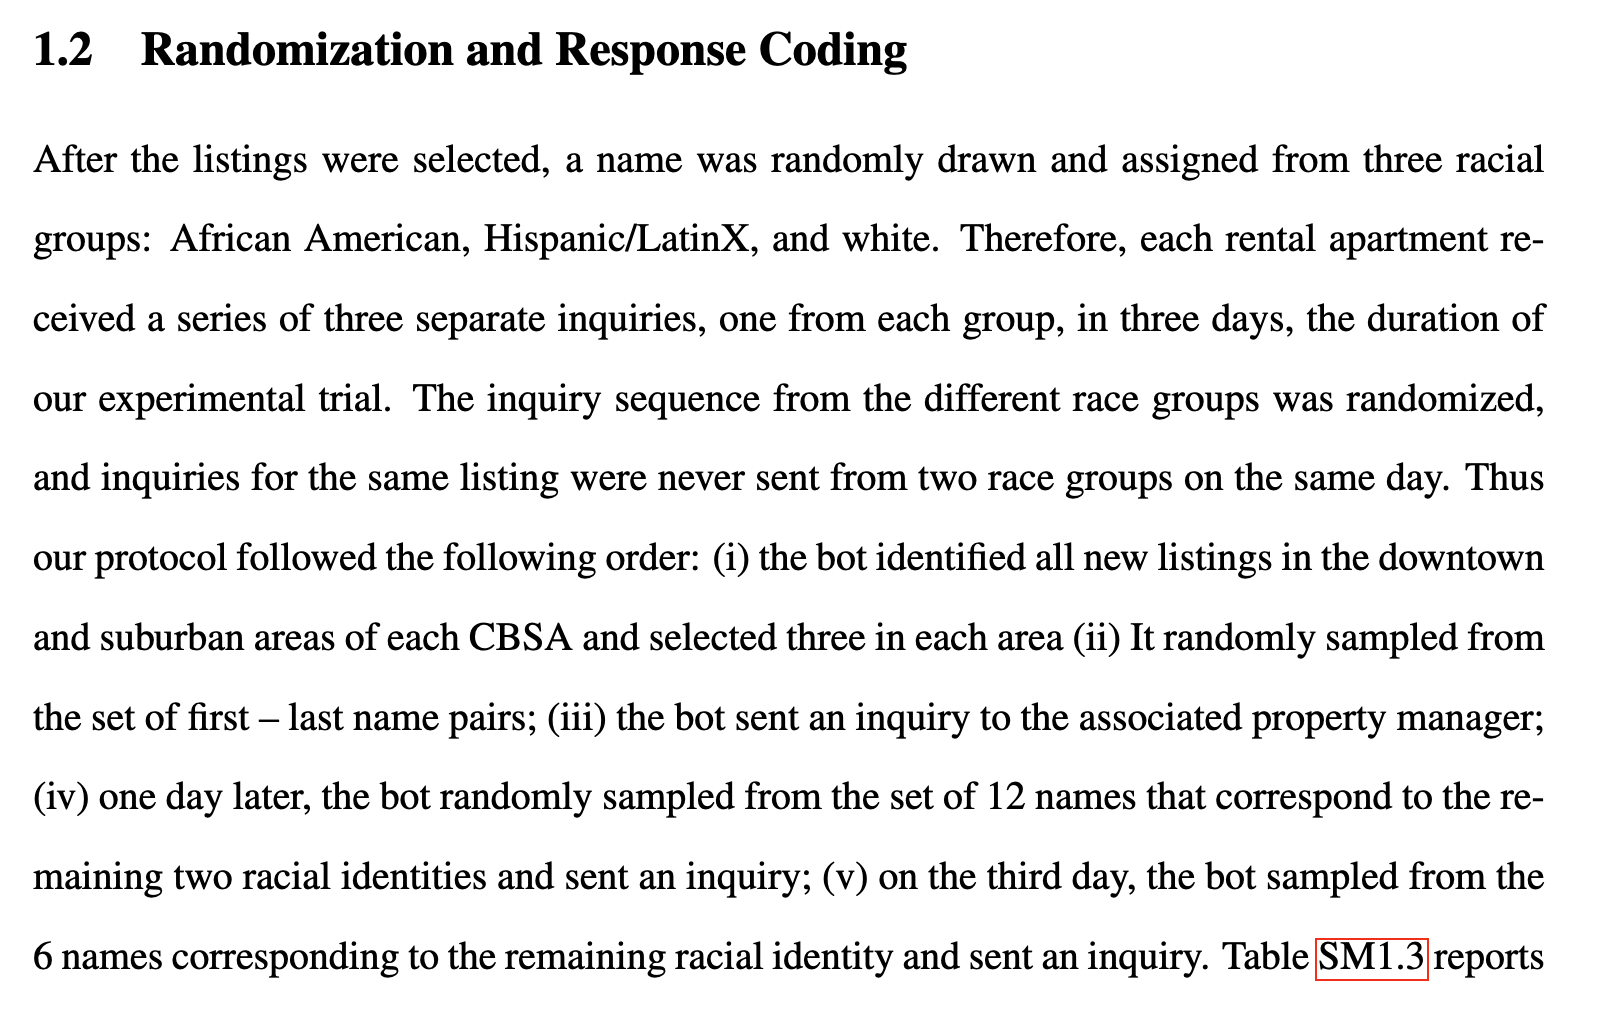 1.2 Randomization and Response Coding
After the listings were selected, a name was randomly drawn and assigned from three racial
groups: African American, Hispanic/LatinX, and white. Therefore, each rental apartment re-
ceived a series of three separate inquiries, one from each group, in three days, the duration of
our experimental trial. The inquiry sequence from the different race groups was randomized,
and inquiries for the same listing were never sent from two race groups on the same day. Thus
our protocol followed the following order: (i) the bot identified all new listings in the downtown
and suburban areas of each CBSA and selected three in each area (ii) It randomly sampled from
the set of first – last name pairs; (iii) the bot sent an inquiry to the associated property manager;
(iv) one day later, the bot randomly sampled from the set of 12 names that correspond to the re-
maining two racial identities and sent an inquiry; (v) on the third day, the bot sampled from the
6 names corresponding to the remaining racial identity and sent an inquiry. Table SM1.3 reports